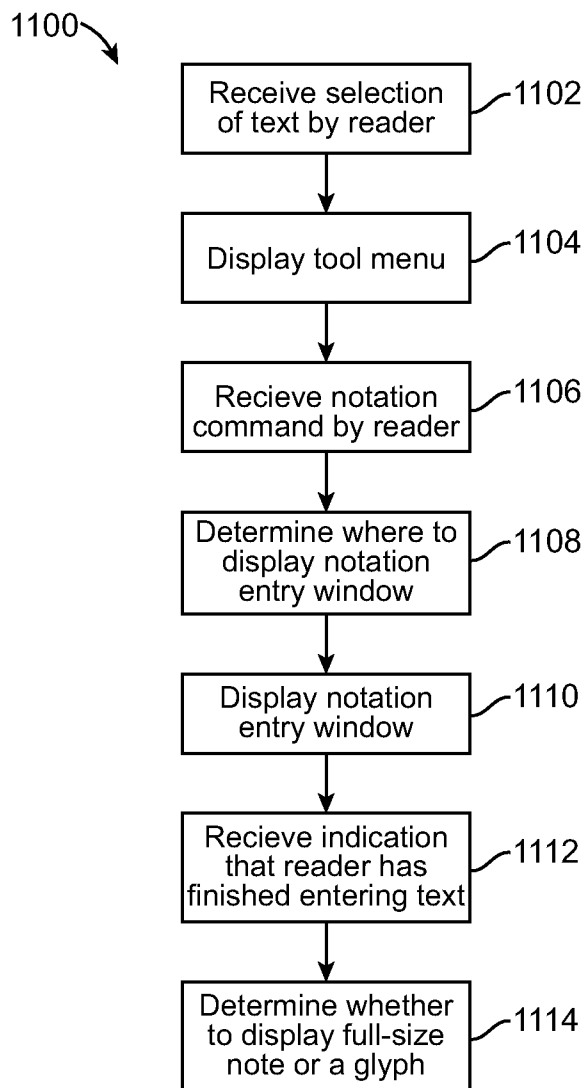 1100
Receive selection
of text by reader
1102
Display tool menu
1104
Recieve notation
command by reader
1106
Determine where to
display notation
entry window
1108
Display notation
entry window
1110
Recieve indication
that reader has
finished entering text
1112
Determine whether
to display full-size
note or a glyph
1114